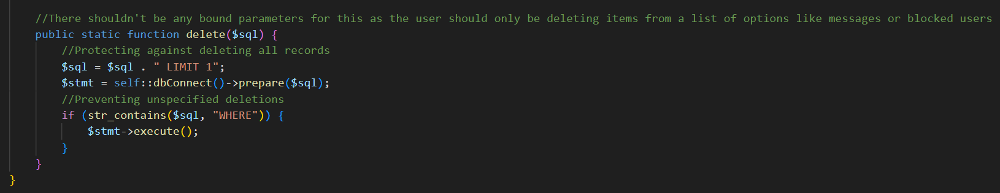 //There shouldn't be any bound parameters for this as the user should only be deleting items from a list of options like messages or blocked users
public static function delete($sql) {
//Protecting against deleting all records
$sql = $sql . " LIMIT 1";
$stmt = self::dbConnect()->prepare($sql);
//Preventing unspecified deletions
if (str_contains($sql, "WHERE")) {
$stmt->execute();
}
}
}